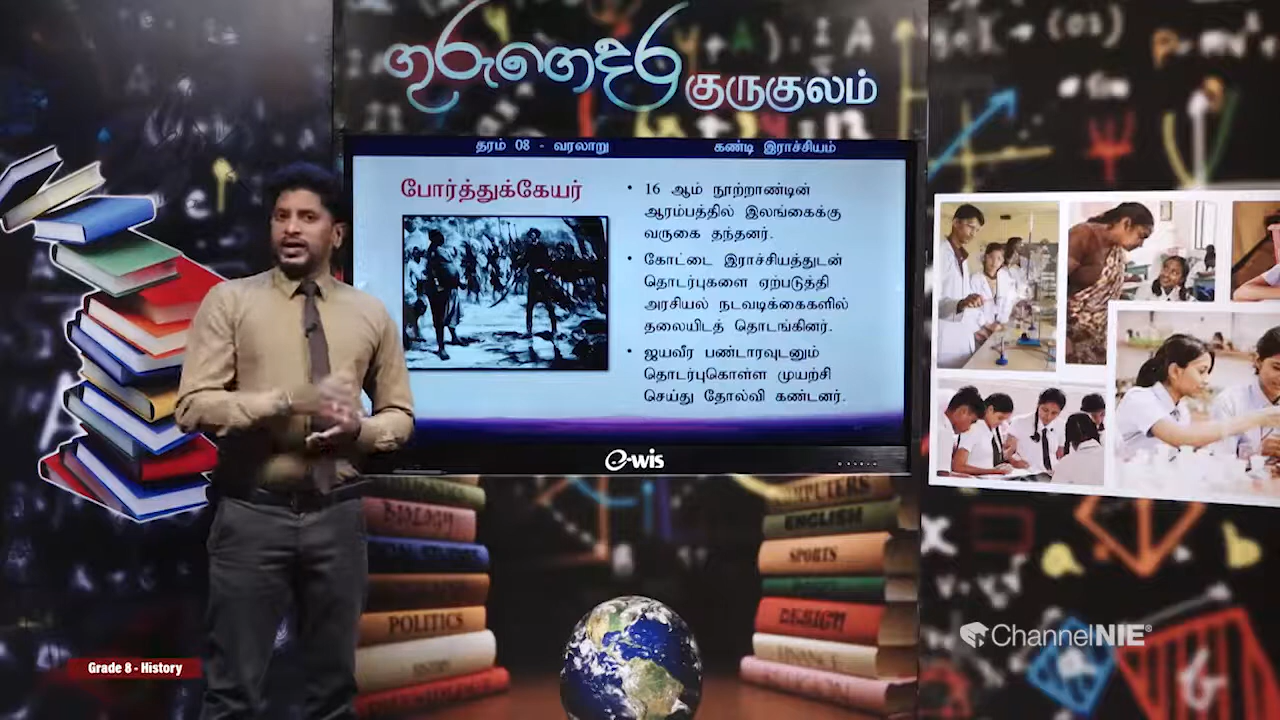 ගුරුගෙදර
குருகுலம்
தரம் 08 - வரலாறு கண்டி இராச்சியம்
போர்த்துக்கேயர்
• 16 ஆம் நூற்றாண்டின்
ஆரம்பத்தில் இலங்கைக்கு
வருகை தந்தனர்.
• கோட்டை இராச்சியத்துடன்
தொடர்புகளை ஏற்படுத்தி
அரசியல் நடவடிக்கைகளில்
தலையிடத் தொடங்கினர்.
• ஜயவீர பண்டாரவுடனும்
தொடர்புகொள்ள முயற்சி
செய்து தோல்வி கண்டனர்.
e-wis
BIOLOGY
POLITICS
COMPUTERS
ENGLISH
SPORTS
DESIGN
FINANCE
ChannelNIE®
Grade 8 - History